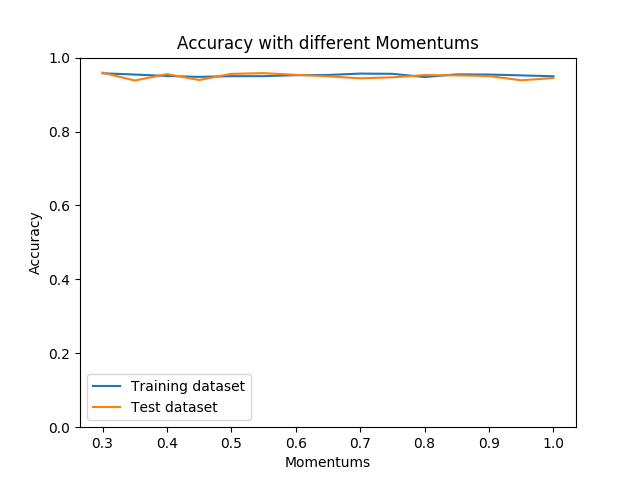 Accuracy with different Momentums
1.0
0.8
0.6
0.4
0.2
0.0
Accuracy
Training dataset
Test dataset
0.3 0.4 0.5 0.6 0.7 0.8 0.9 1.0
Momentums